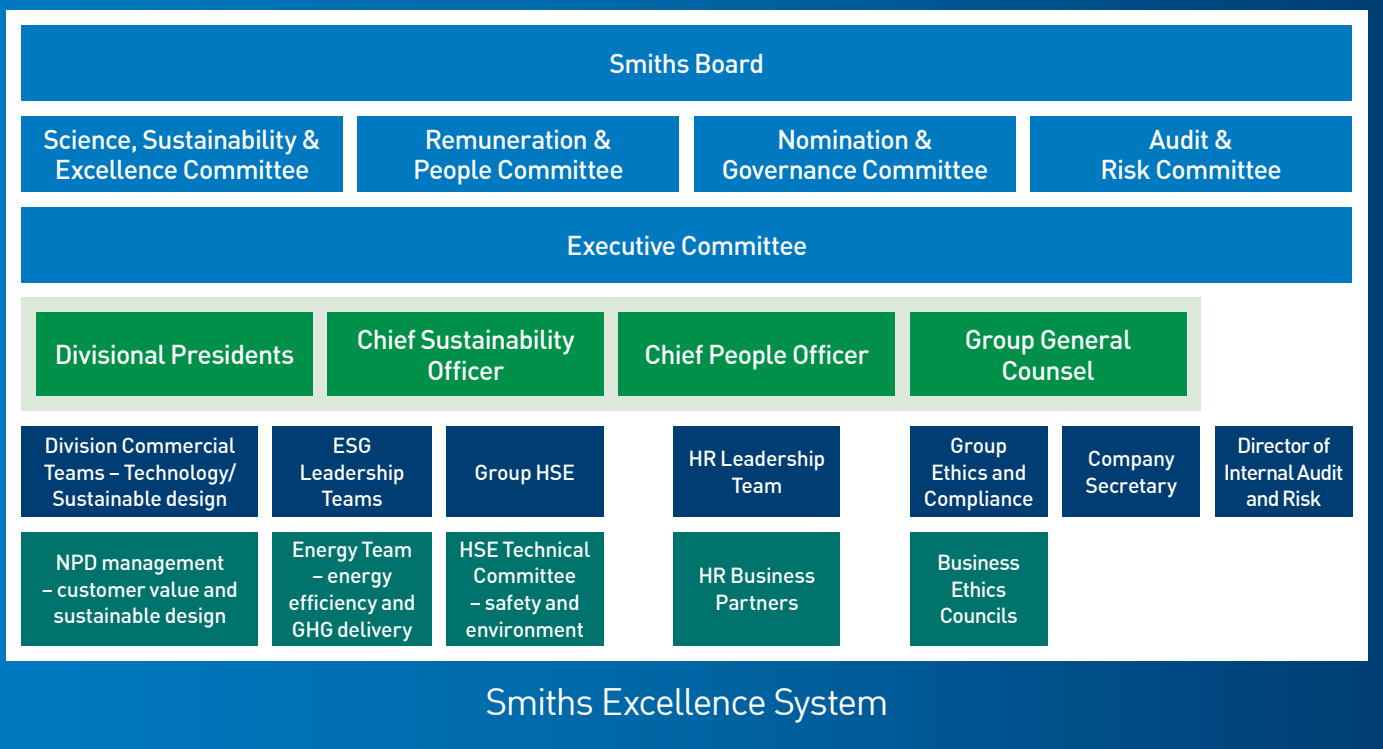 Smiths Board
Science, Sustainability &
Excellence Committee
Remuneration &
People Committee
Nomination &
Governance Committee
Audit &
Risk Committee
Executive Committee
Divisional Presidents
Chief Sustainability
Officer
Chief People Officer
Group General
Counsel
Division Commercial
Teams – Technology/
Sustainable design
ESG
Leadership
Teams
Group HSE
HR Leadership
Team
Group
Ethics and
Compliance
Company
Secretary
Director of
Internal Audit
and Risk
NPD management
– customer value and
sustainable design
Energy Team
– energy
efficiency and
GHG delivery
HSE Technical
Committee
– safety and
environment
HR Business
Partners
Business
Ethics
Councils
Smiths Excellence System